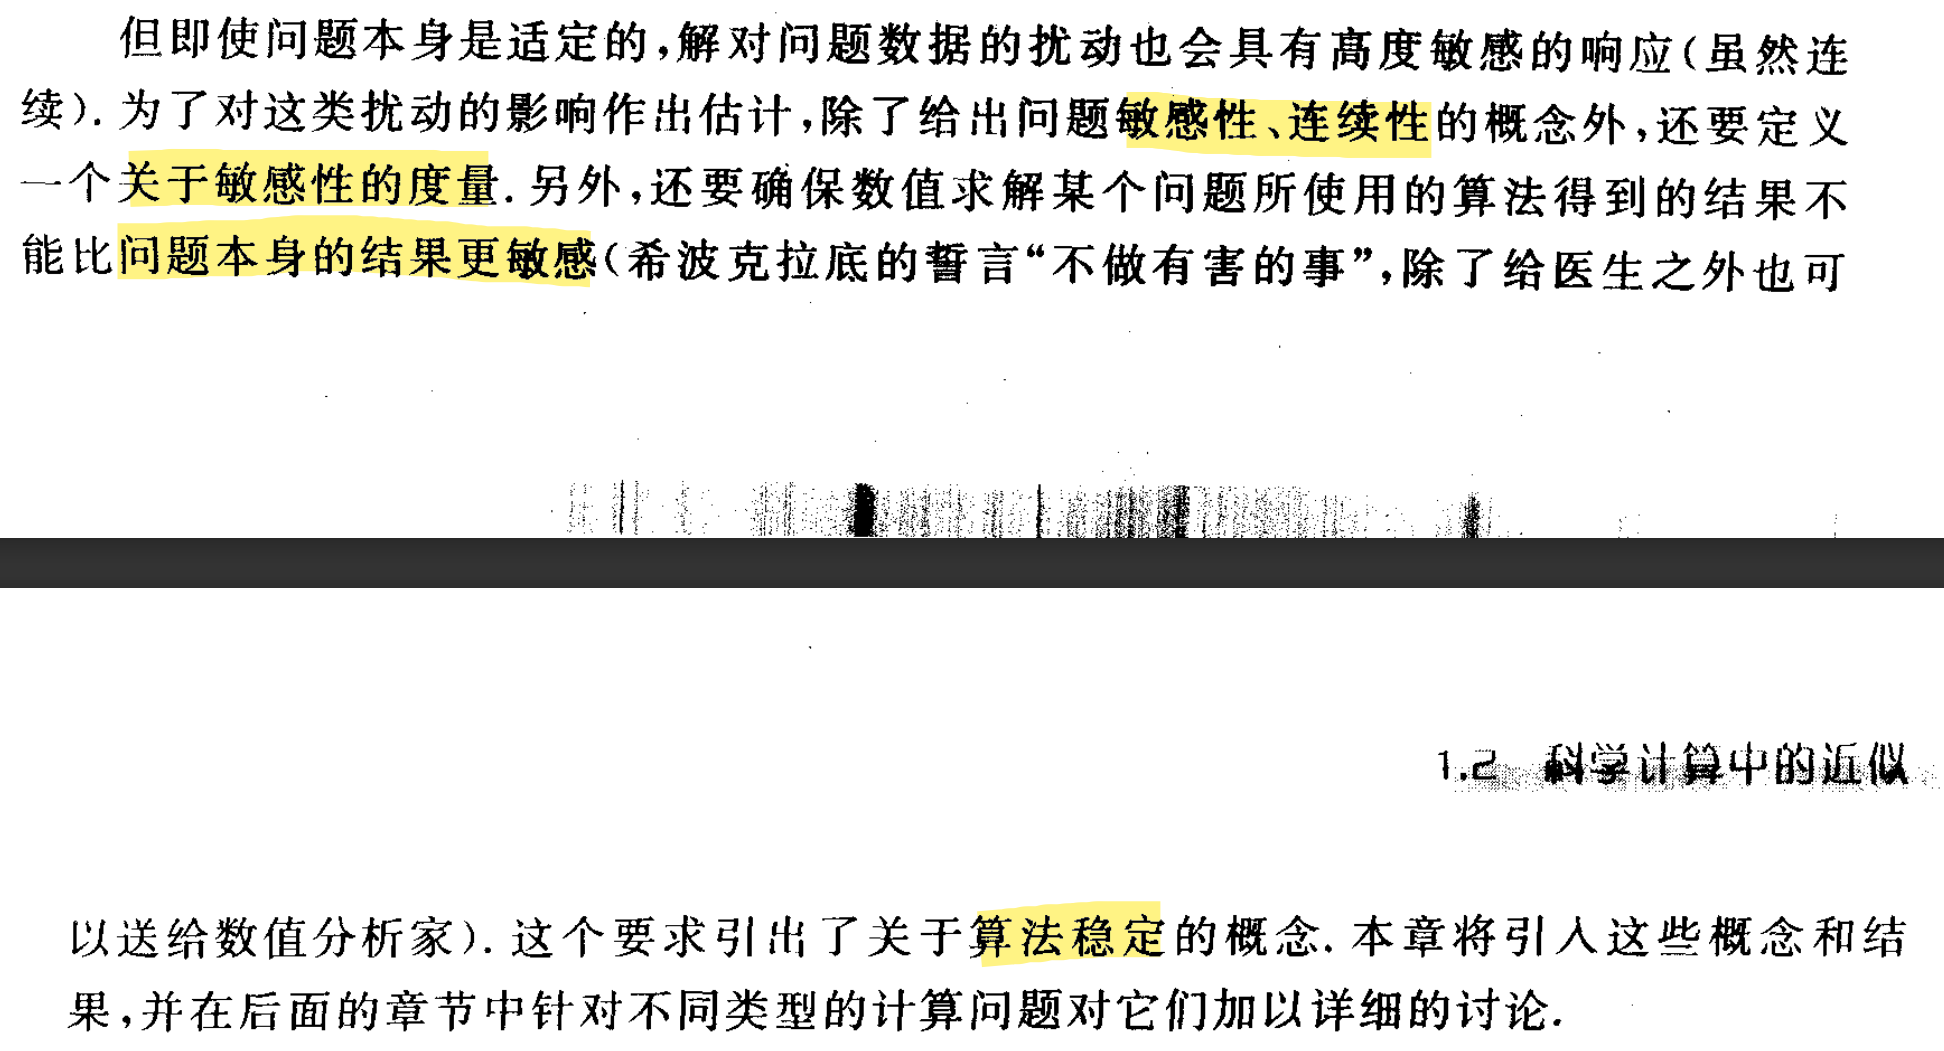 但即使问题本身是适定的,解对问题数据的扰动也会具有高度敏感的响应(虽然连
续).为了对这类扰动的影响作出估计,除了给出问题敏感性、连续性的概念外,还要定义
一个关于敏感性的度量.另外,还要确保数值求解某个问题所使用的算法得到的结果不
能比问题本身的结果更敏感(希波克拉底的誓言“不做有害的事”,除了给医生之外也可
1.2 科学计算中的近似
以送给数值分析家).这个要求引出了关于算法稳定的概念.本章将引入这些概念和结
果,并在后面的章节中针对不同类型的计算问题对它们加以详细的讨论.